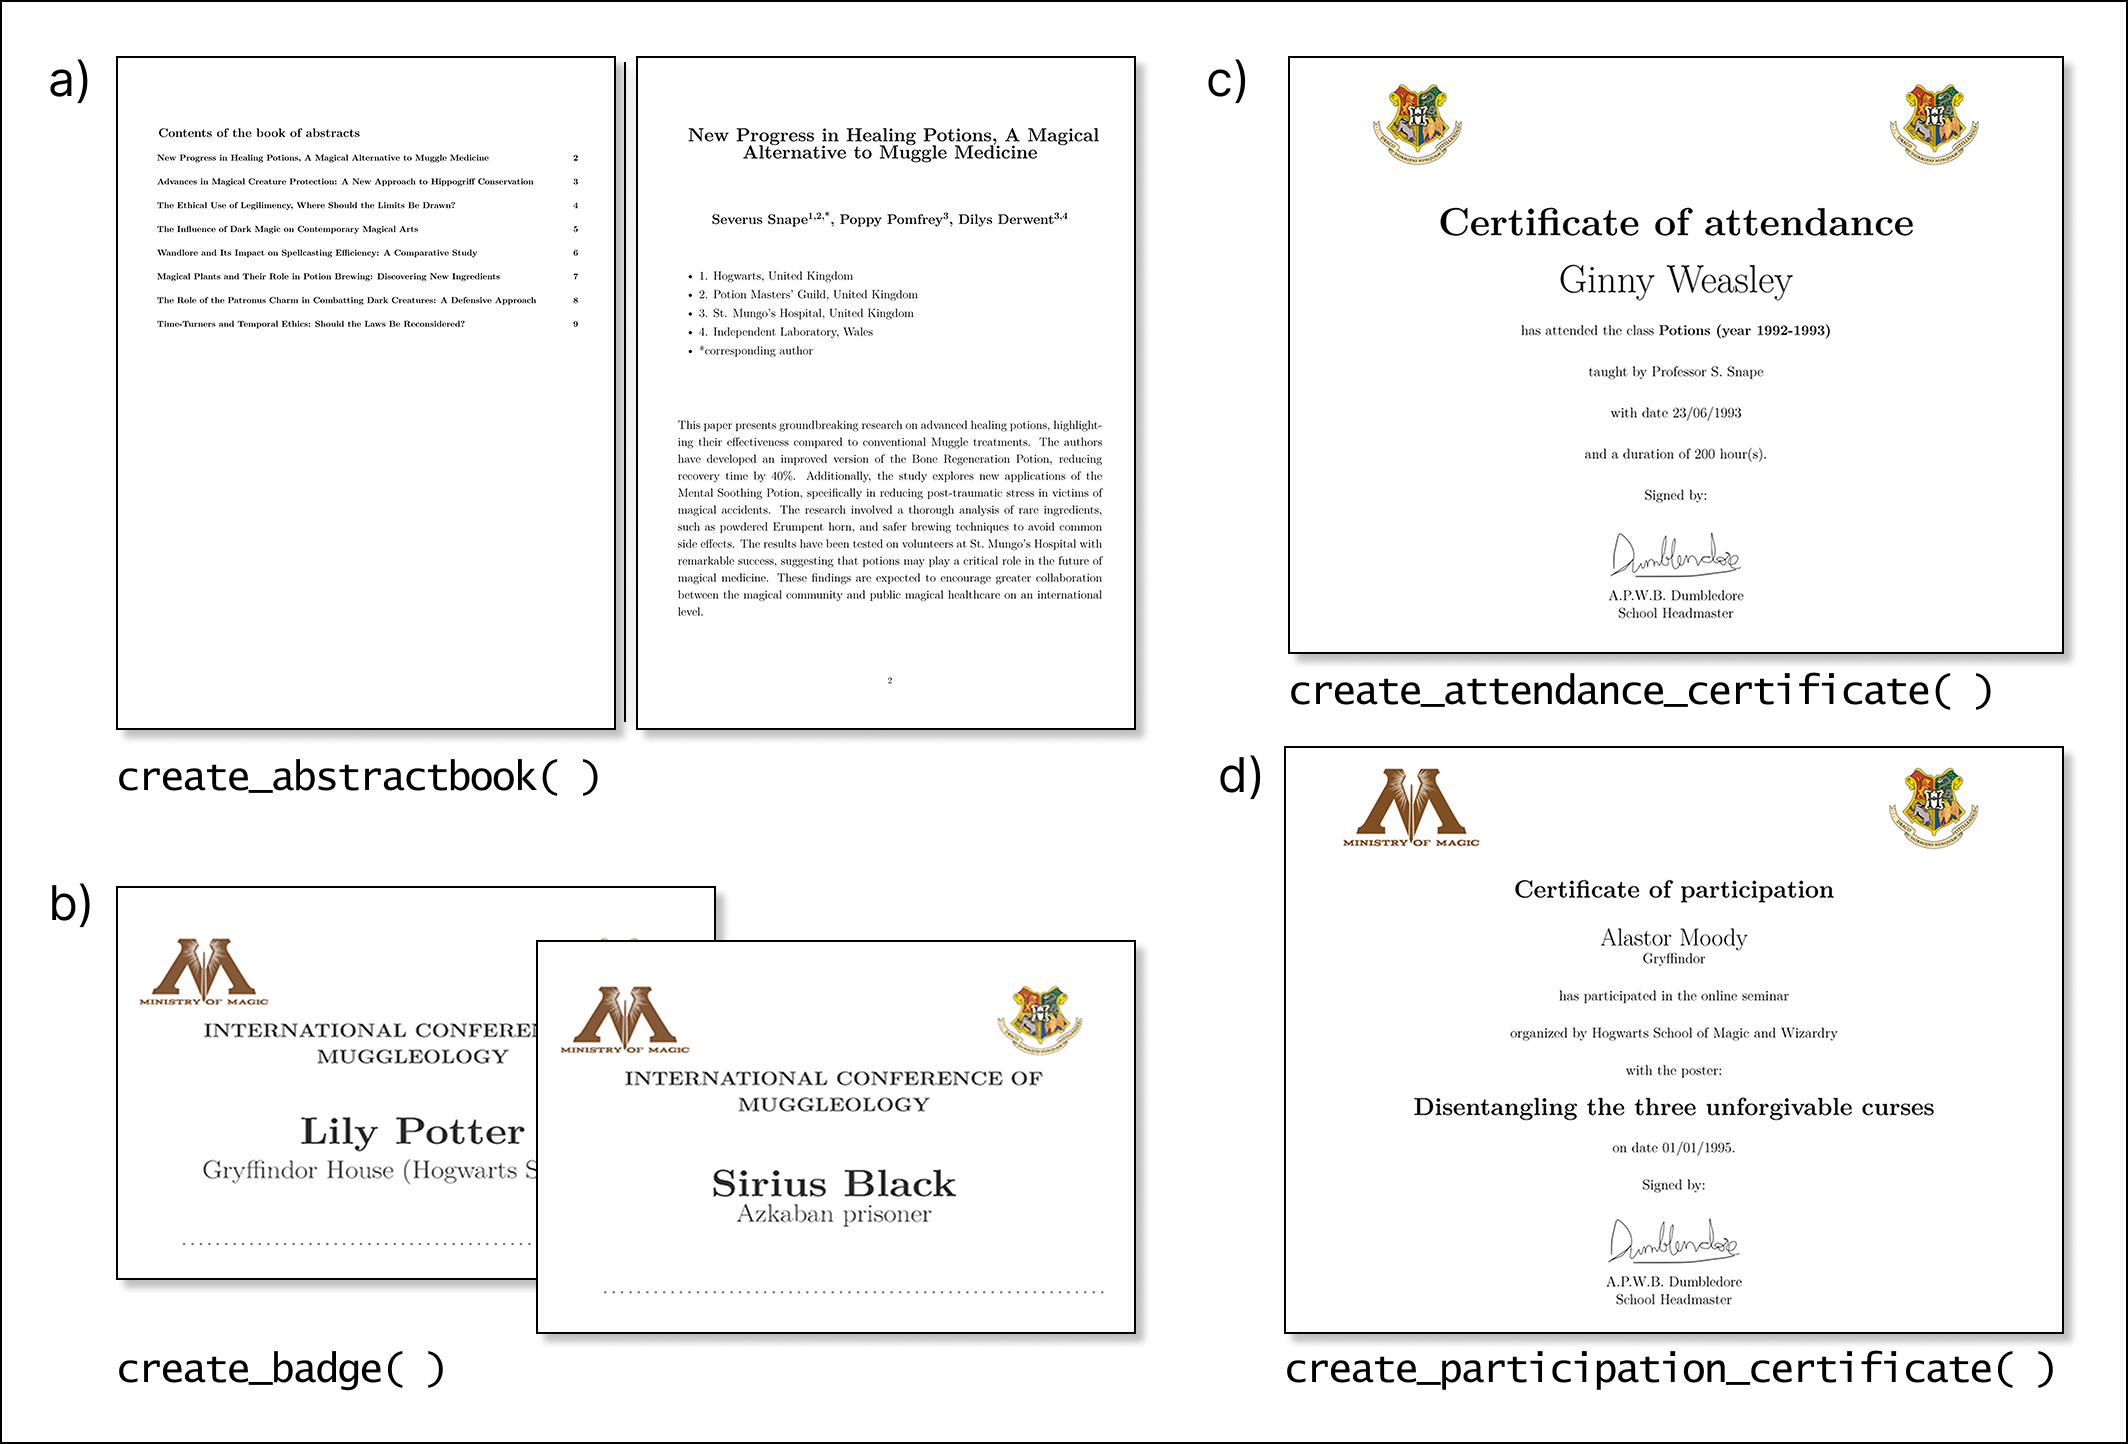 a)
Contents of the book of abstracts
New Progress in Healing Potions, A Magical Alternative to Muggle Medicine 2
Advances in Magical Creature Protection: A New Approach to Hippogriff Conservation 3
The Ethical Use of Legilimency, Where Should the Limits Be Drawn? 4
The Influence of Dark Magic on Contemporary Magical Arts 5
Wandlore and Its Impact on Spellcasting Efficiency: A Comparative Study 6
Magical Plants and Their Role in Potion Brewing: Discovering New Ingredients 7
The Role of the Patronus Charm in Combatting Dark Creatures: A Defensive Approach 8
Time-Turners and Temporal Ethics: Should the Laws Be Reconsidered? 9
New Progress in Healing Potions, A Magical
Alternative to Muggle Medicine
Severus Snape1,2,*, Poppy Pomfrey3, Dilys Derwent3,4
• 1. Hogwarts, United Kingdom
• 2. Potion Masters' Guild, United Kingdom
• 3. St. Mungo's Hospital, United Kingdom
• 4. Independent Laboratory, Wales
• *corresponding author
This paper presents groundbreaking research on advanced healing potions, highlight-
ing their effectiveness compared to conventional Muggle treatments. The authors
have developed an improved version of the Bone Regeneration Potion, reducing
recovery time by 40%. Additionally, the study explores new applications of the
Mental Soothing Potion, specifically in reducing post-traumatic stress in victims of
magical accidents. The research involved a thorough analysis of rare ingredients,
such as powdered Erumpent horn, and safer brewing techniques to avoid common
side effects. The results have been tested on volunteers at St. Mungo's Hospital with
remarkable success, suggesting that potions may play a critical role in the future of
magical medicine. These findings are expected to encourage greater collaboration
between the magical community and public magical healthcare on an international
level.
2
create_abstractbook( )
b)
MINISTRY OF MAGIC
INTERNATIONAL CONFEREN
MUGGLEOLOGY
Lily Potter
Gryffindor House (Hogwarts S
MINISTRY OF MAGIC
INTERNATIONAL CONFERENCE OF
MUGGLEOLOGY
Sirius Black
Azkaban prisoner
create_badge( )
c)
Certificate of attendance
Ginny Weasley
has attended the class Potions (year 1992-1993)
taught by Professor S. Snape
with date 23/06/1993
and a duration of 200 hour(s).
Signed by:
Dumblendore
A.P.W.B. Dumbledore
School Headmaster
create_attendance_certificate( )
d)
MINISTRY OF MAGIC
Certificate of participation
Alastor Moody
Gryffindor
has participated in the online seminar
organized by Hogwarts School of Magic and Wizardry
with the poster:
Disentangling the three unforgivable curses
on date 01/01/1995.
Signed by:
Dumblendore
A.P.W.B. Dumbledore
School Headmaster
create_participation_certificate( )